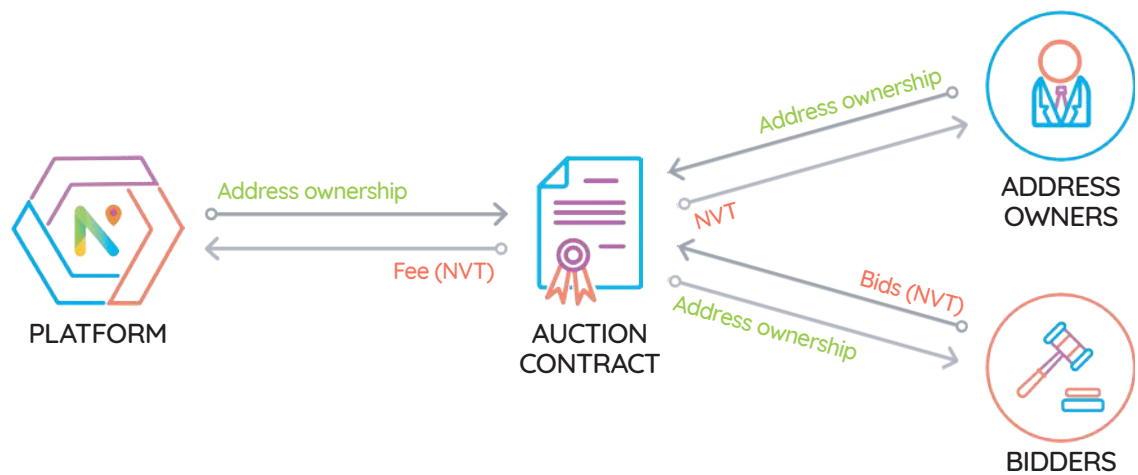 Address ownership
Fee (NVT)
PLATFORM
AUCTION
CONTRACT
Address ownership
NVT
ADDRESS
OWNERS
Bids (NVT)
Address ownership
BIDDERS